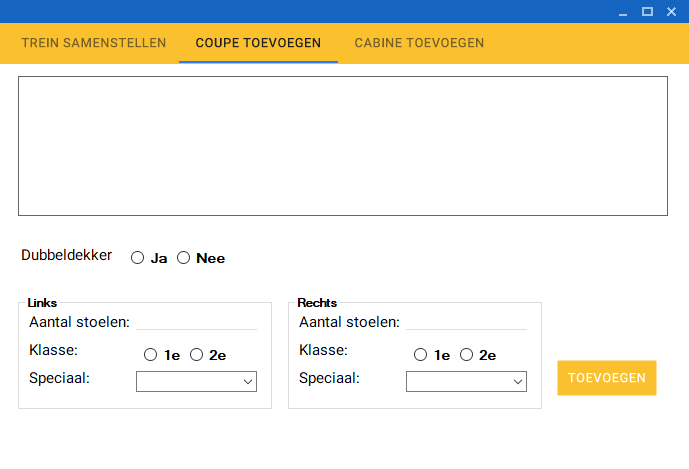 TREIN SAMENSTELLEN COUPE TOEVOEGEN CABINE TOEVOEGEN
Dubbeldekker Ja Nee
Links
Aantal stoelen:
Klasse: 1e 2e
Speciaal:
Rechts
Aantal stoelen:
Klasse: 1e 2e
Speciaal:
TOEVOEGEN